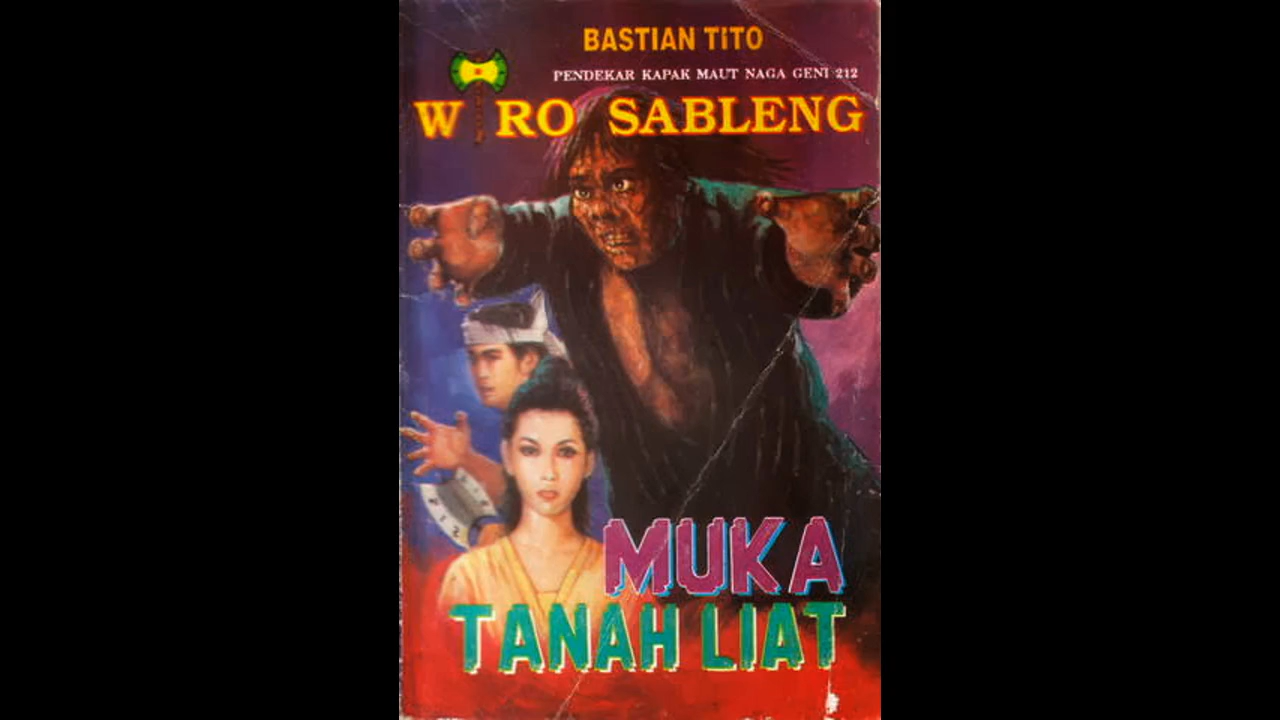 BASTIAN TITO
PENDEKAR KAPAK MAUT NAGA GENI 212
WIRO SABLENG
MUKA
TANAH LIAT